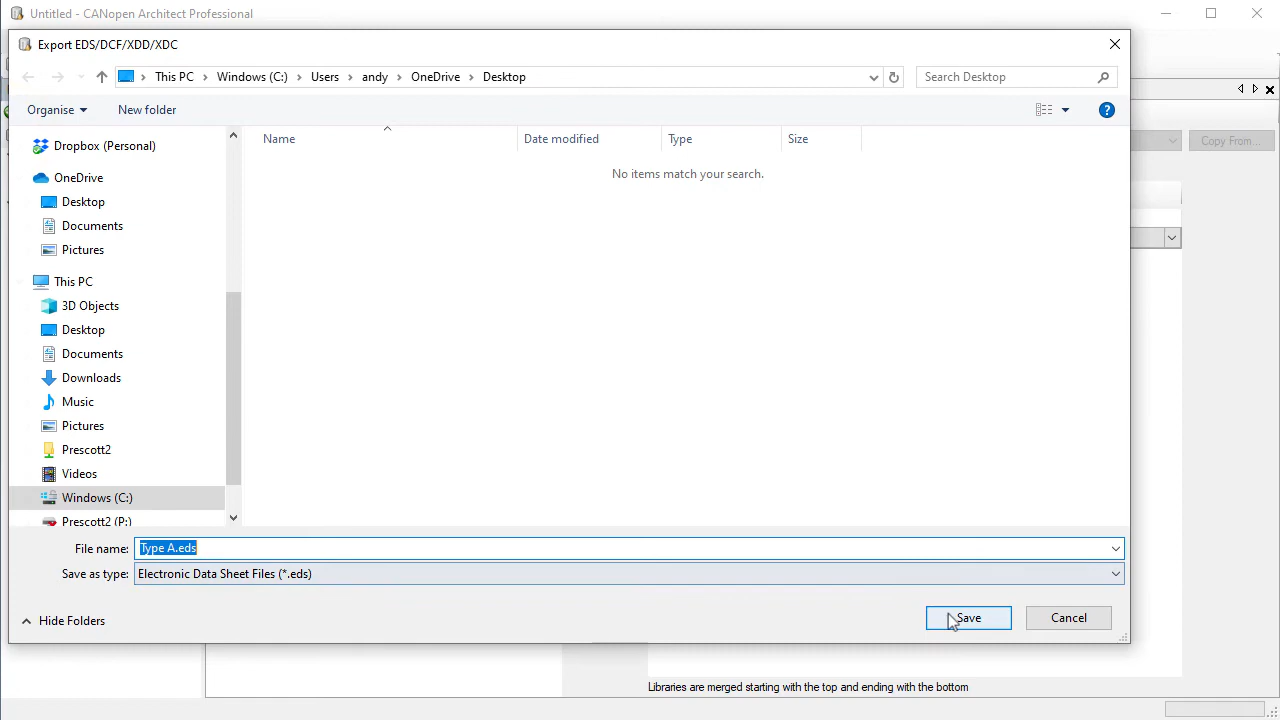 Untitled - CANopen Architect Professional
Export EDS/DCF/XDD/XDC
This PC > Windows (C:) > Users > andy > OneDrive > Desktop
Search Desktop
Organise
New folder
Copy From...
Name
Date modified
Type
Size
No items match your search.
Dropbox (Personal)
OneDrive
Desktop
Documents
Pictures
This PC
3D Objects
Desktop
Documents
Downloads
Music
Pictures
Prescott2
Videos
Windows (C:)
Prescott2 (P:)
File name: Type A.eds
Save as type: Electronic Data Sheet Files (*.eds)
Hide Folders
Save
Cancel
Libraries are merged starting with the top and ending with the bottom